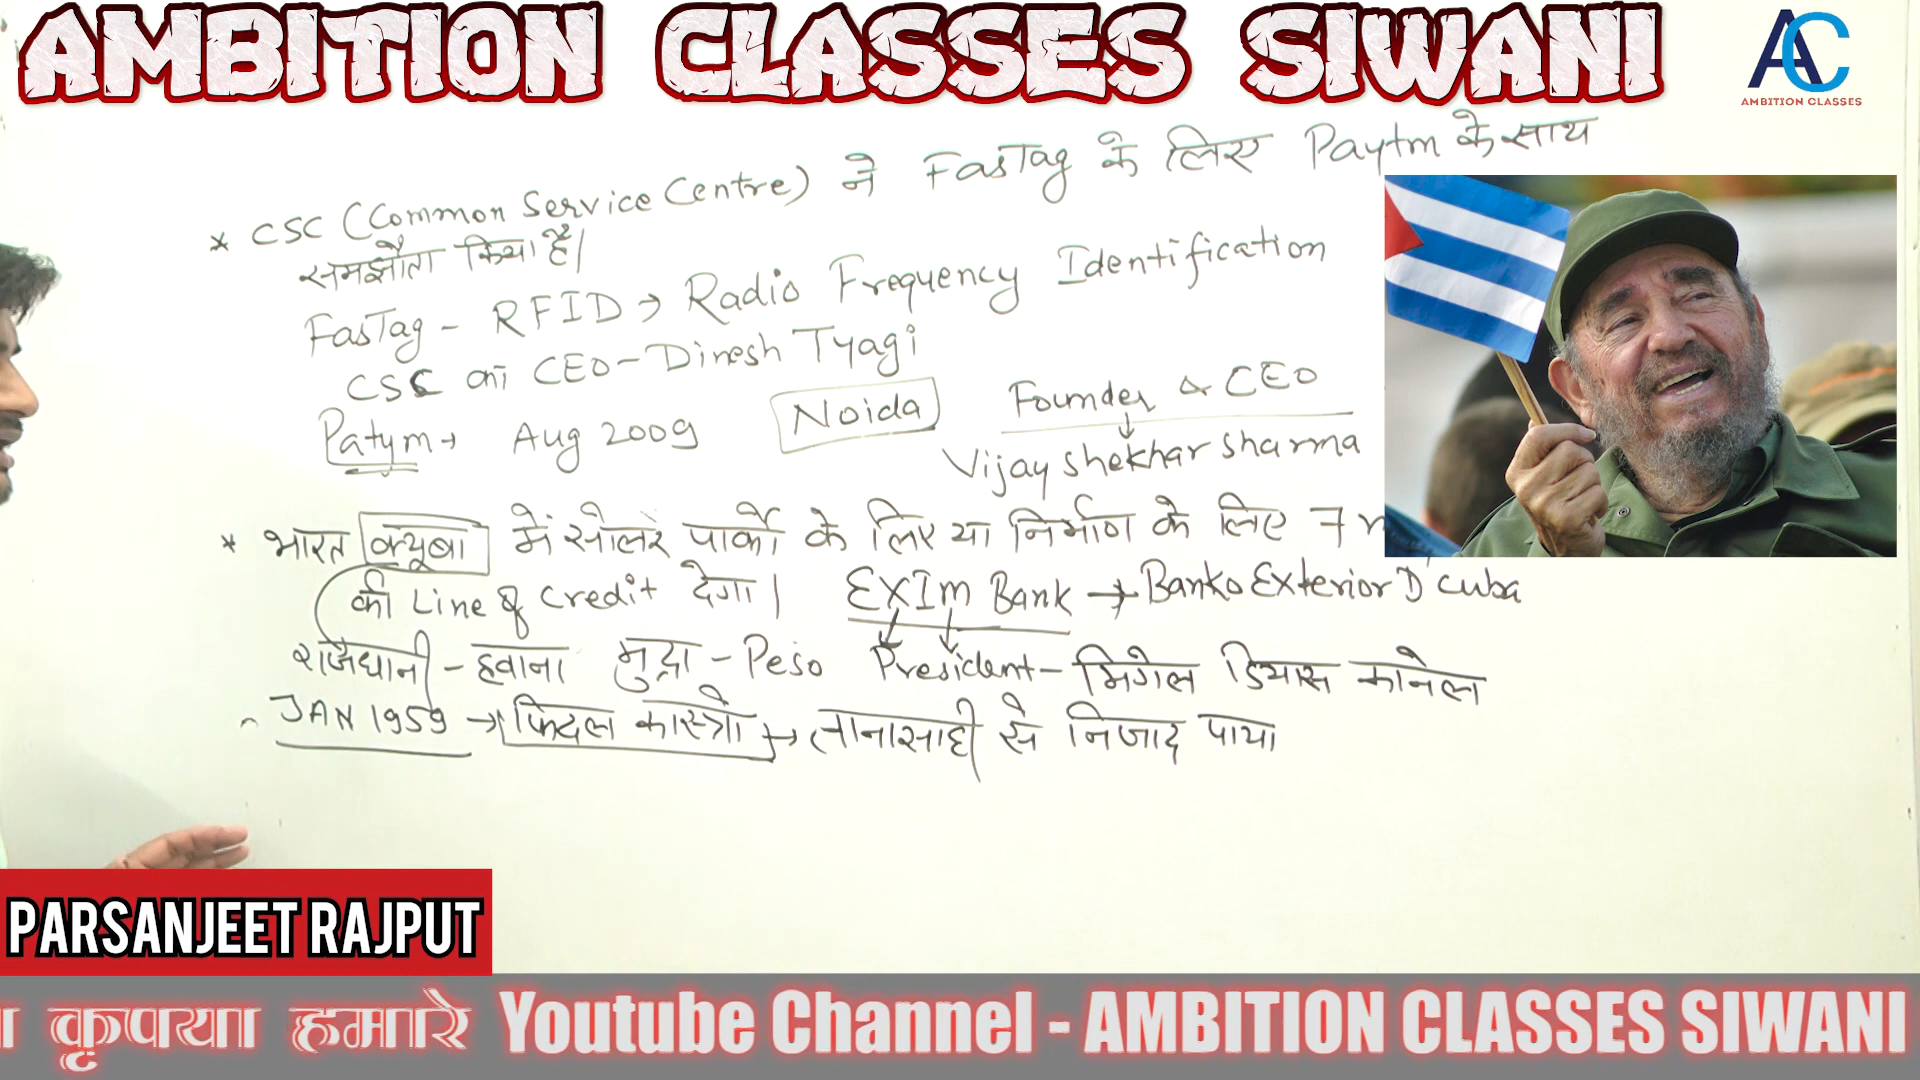 AMBITION CLASSES SIWANI
AC
AMBITION CLASSES
* CSC (Common Service Centre) ने FasTag के लिए Paytm के साथ
समझौता किया है।
FasTag - RFID → Radio Frequency Identification
CSC का CEO - Dinesh Tyagi
Patym → Aug 2009 Noida Founder & CEO
Vijay Shekhar Sharma
* भारत क्यूबा में सोलर पार्को के लिए या निर्माण के लिए 7
की Line of Credit देगा। EXIm Bank → Banko Exterior D' Cuba
राजधानी - हवाना मुद्रा - Peso President - मिगेल डियास कानेल
JAN 1959 → फिदल कास्त्रो → तानासाही से निजाद पाया
PARSANJEET RAJPUT
कृपया हमारे Youtube Channel - AMBITION CLASSES SIWANI